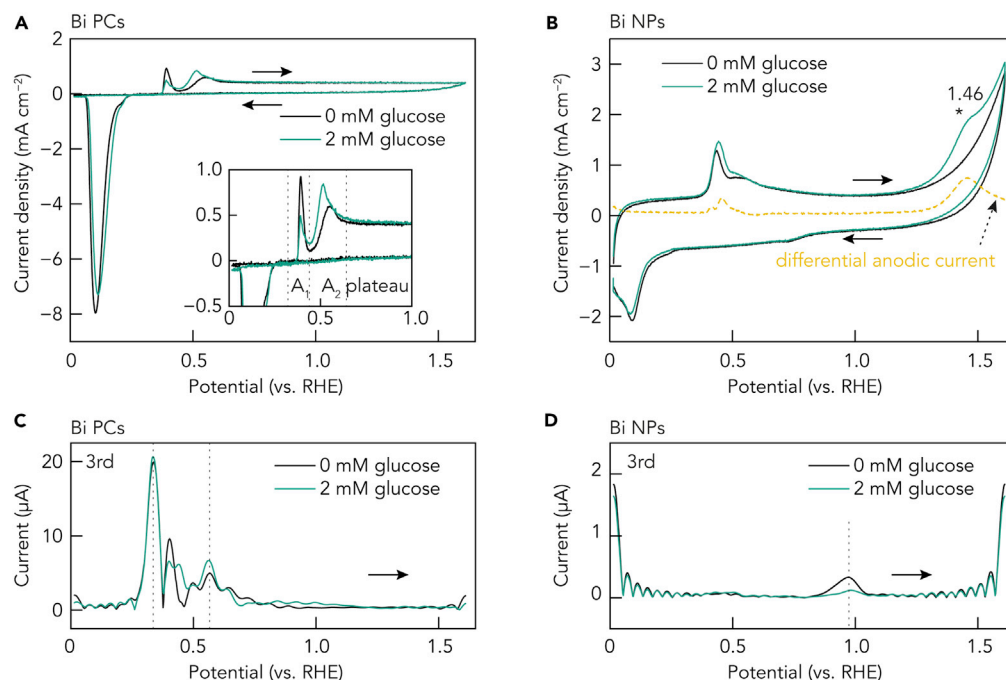 A
Bi PCs
Current density (mA cm⁻²)
2
0
−2
−4
−6
−8
0 mM glucose
2 mM glucose
1.0
0.5
0
−0.5
A₁
A₂
plateau
0
0.5
1.0
0
0.5
1.0
1.5
Potential (vs. RHE)
B
Bi NPs
Current density (mA cm⁻²)
3
2
1
0
−1
−2
0 mM glucose
2 mM glucose
1.46
*
differential anodic current
0
0.5
1.0
1.5
Potential (vs. RHE)
C
Bi PCs
3rd
Current (µA)
20
10
0
0 mM glucose
2 mM glucose
0
0.5
1.0
1.5
Potential (vs. RHE)
D
Bi NPs
3rd
Current (µA)
2
1
0
0 mM glucose
2 mM glucose
0
0.5
1.0
1.5
Potential (vs. RHE)